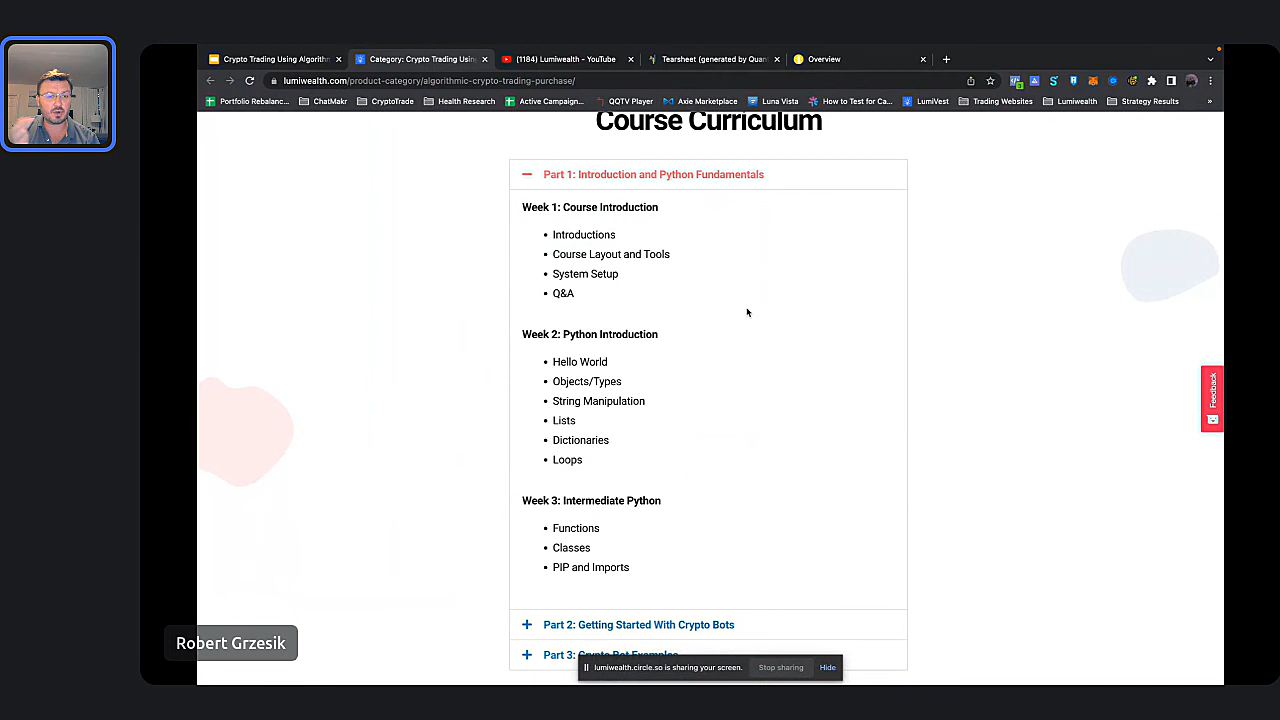 Crypto Trading Using Algorithm
Category: Crypto Trading Usin
(1184) Lumiwealth - YouTube
Tearsheet (generated by Quan
Overview
lumiwealth.com/product-category/algorithmic-crypto-trading-purchase/
Portfolio Rebalanc...
ChatMakr
CryptoTrade
Health Research
Active Campaign...
QQTV Player
Axie Marketplace
Luna Vista
How to Test for Ca...
LumiVest
Trading Websites
Lumiwealth
Strategy Results
»
Course Curriculum
Part 1: Introduction and Python Fundamentals
Week 1: Course Introduction
• Introductions
• Course Layout and Tools
• System Setup
• Q&A
Week 2: Python Introduction
• Hello World
• Objects/Types
• String Manipulation
• Lists
• Dictionaries
• Loops
Week 3: Intermediate Python
• Functions
• Classes
• PIP and Imports
Part 2: Getting Started With Crypto Bots
Part 3: Crypto Bot Examples
lumiwealth.circle.so is sharing your screen.
Stop sharing
Hide
Feedback
Robert Grzesik